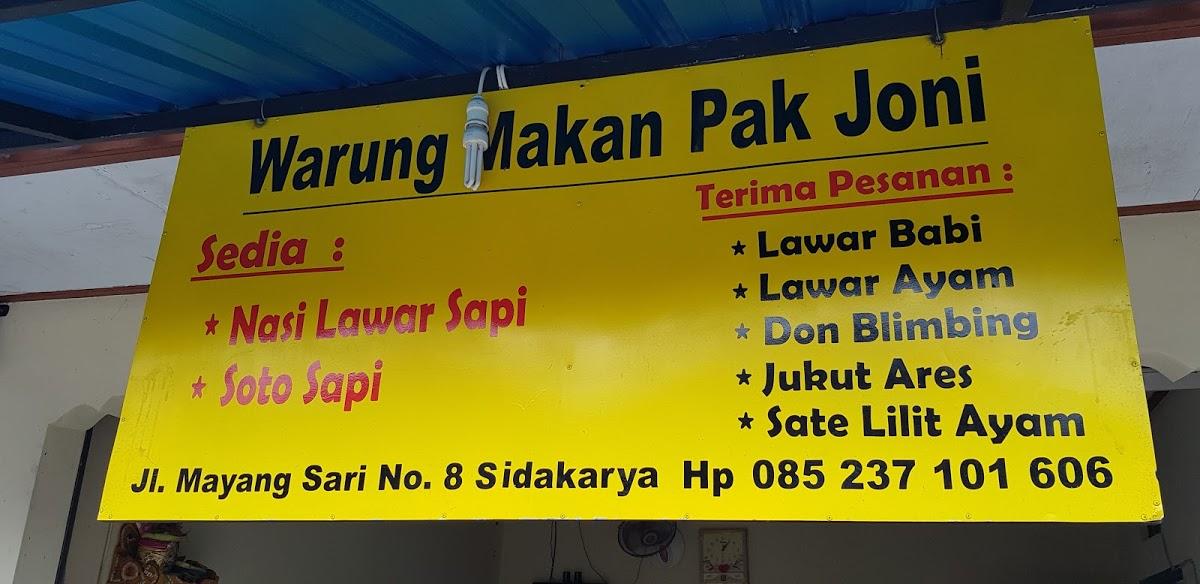 Warung Makan Pak Joni
Sedia :
★ Nasi Lawar Sapi
★ Soto Sapi
Terima Pesanan :
★ Lawar Babi
★ Lawar Ayam
★ Don Blimbing
★ Jukut Ares
★ Sate Lilit Ayam
Jl. Mayang Sari No. 8 Sidakarya Hp 085 237 101 606